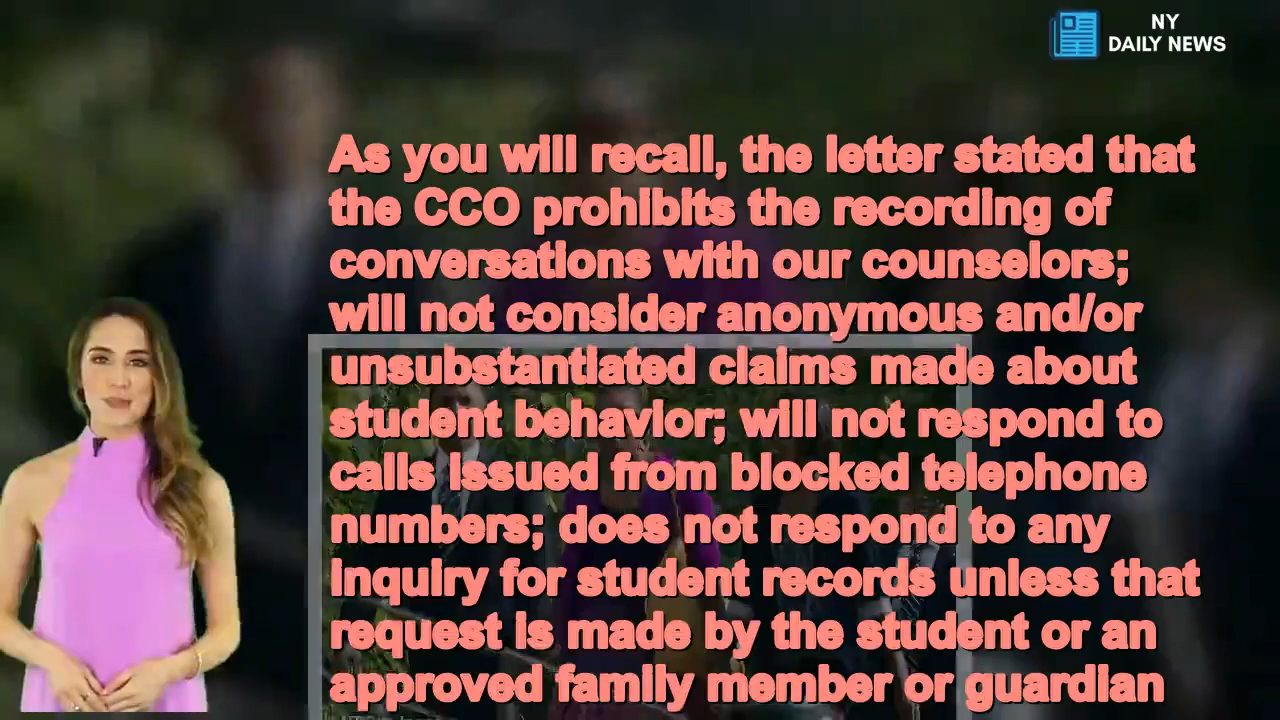 NY
DAILY NEWS
As you will recall, the letter stated that
the CCO prohibits the recording of
conversations with our counselors;
will not consider anonymous and/or
unsubstantiated claims made about
student behavior; will not respond to
calls issued from blocked telephone
numbers; does not respond to any
inquiry for student records unless that
request is made by the student or an
approved family member or guardian